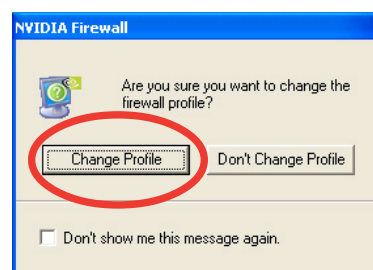 NVIDIA Firewall
Are you sure you want to change the
firewall profile?
Change Profile
Don't Change Profile
Don't show me this message again.